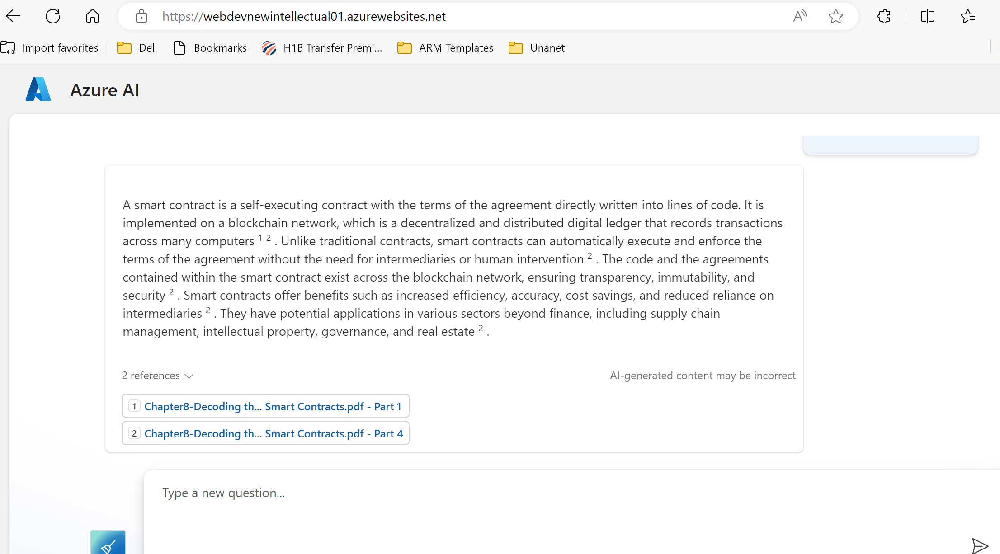 https://webdevnewintellectual01.azurewebsites.net
Import favorites
Dell
Bookmarks
H1B Transfer Premi...
ARM Templates
Unanet
Azure AI
A smart contract is a self-executing contract with the terms of the agreement directly written into lines of code. It is
implemented on a blockchain network, which is a decentralized and distributed digital ledger that records transactions
across many computers 1 2 . Unlike traditional contracts, smart contracts can automatically execute and enforce the
terms of the agreement without the need for intermediaries or human intervention 2 . The code and the agreements
contained within the smart contract exist across the blockchain network, ensuring transparency, immutability, and
security 2 . Smart contracts offer benefits such as increased efficiency, accuracy, cost savings, and reduced reliance on
intermediaries 2 . They have potential applications in various sectors beyond finance, including supply chain
management, intellectual property, governance, and real estate 2 .
2 references
AI-generated content may be incorrect
1 Chapter8-Decoding th... Smart Contracts.pdf - Part 1
2 Chapter8-Decoding th... Smart Contracts.pdf - Part 4
Type a new question...